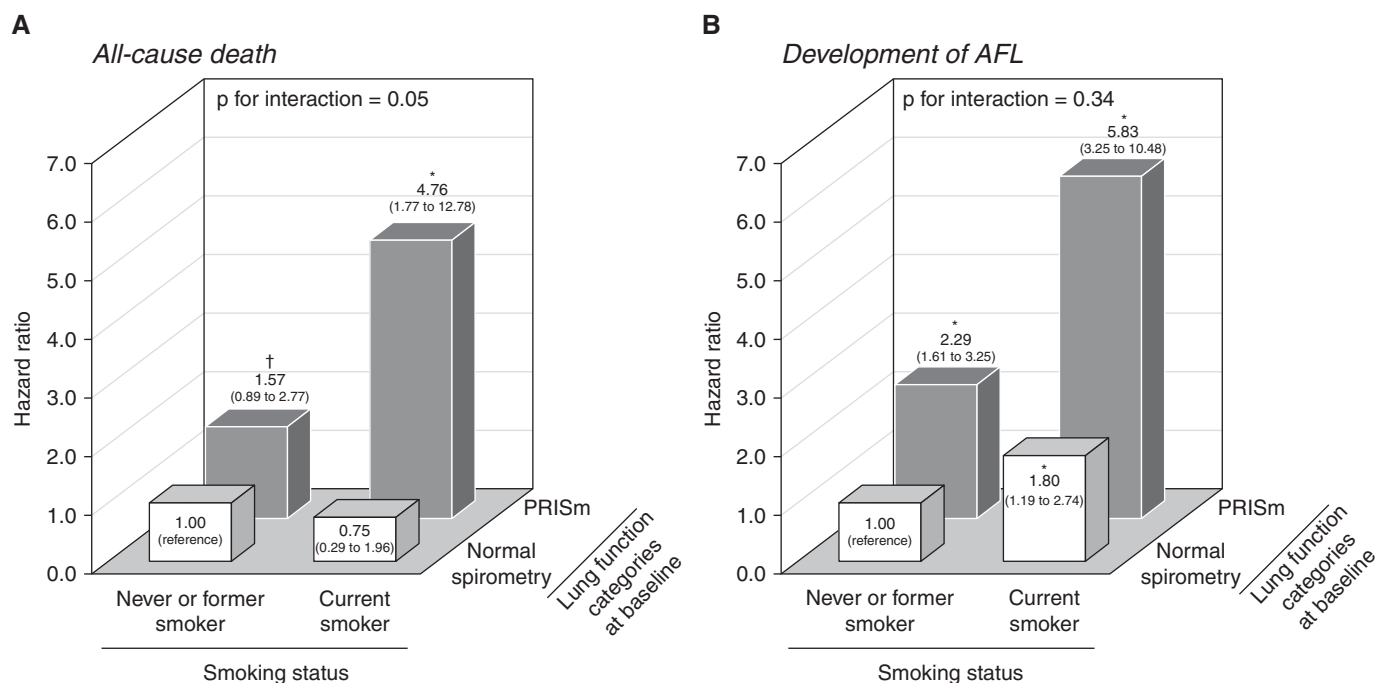 A
All-cause death
p for interaction = 0.05
Hazard ratio
7.0
6.0
5.0
4.0
3.0
2.0
1.0
0.0
*
4.76
(1.77 to 12.78)
†
1.57
(0.89 to 2.77)
1.00
(reference)
0.75
(0.29 to 1.96)
PRISm
Normal
spirometry
Lung function
categories
at baseline
Never or former
smoker
Current
smoker
Smoking status
B
Development of AFL
p for interaction = 0.34
7.0
6.0
5.0
4.0
3.0
2.0
1.0
0.0
Hazard ratio
*
5.83
(3.25 to 10.48)
*
2.29
(1.61 to 3.25)
*
1.80
(1.19 to 2.74)
1.00
(reference)
PRISm
Normal
spirometry
Lung function
categories
at baseline
Never or former
smoker
Current
smoker
Smoking status